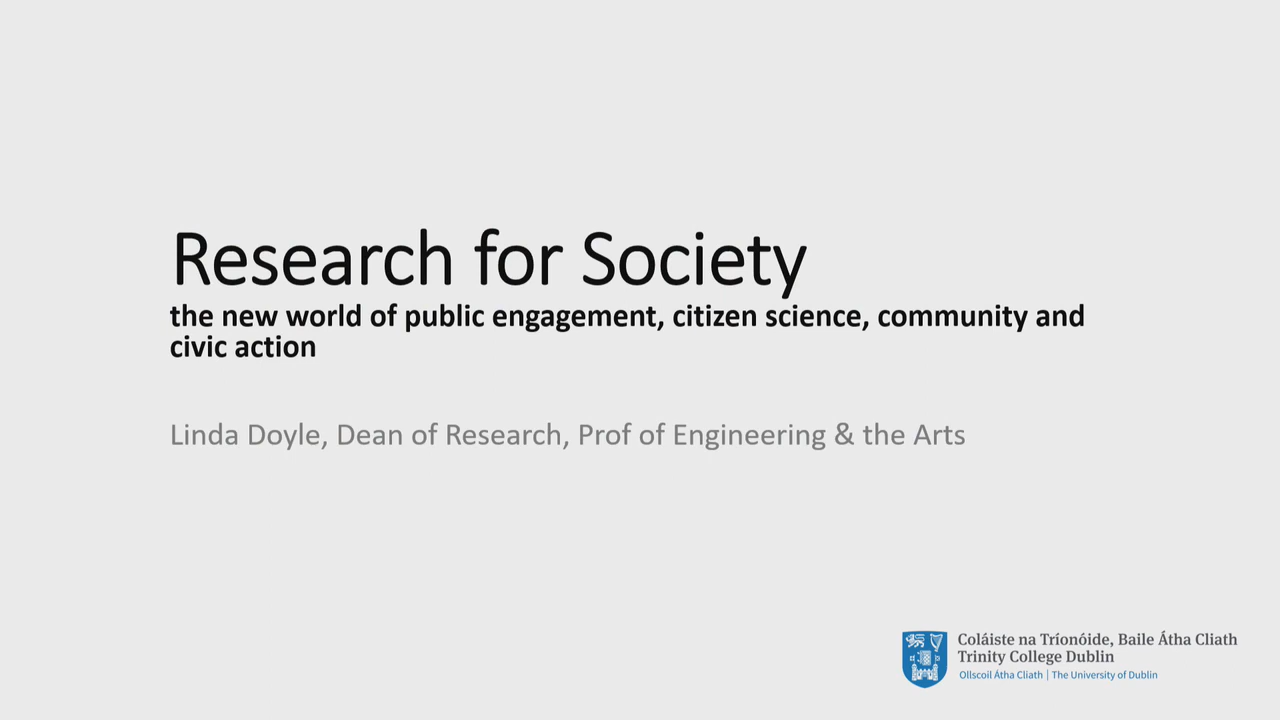 Research for Society
the new world of public engagement, citizen science, community and
civic action
Linda Doyle, Dean of Research, Prof of Engineering & the Arts
Coláiste na Tríonóide, Baile Átha Cliath
Trinity College Dublin
Ollscoil Átha Cliath | The University of Dublin